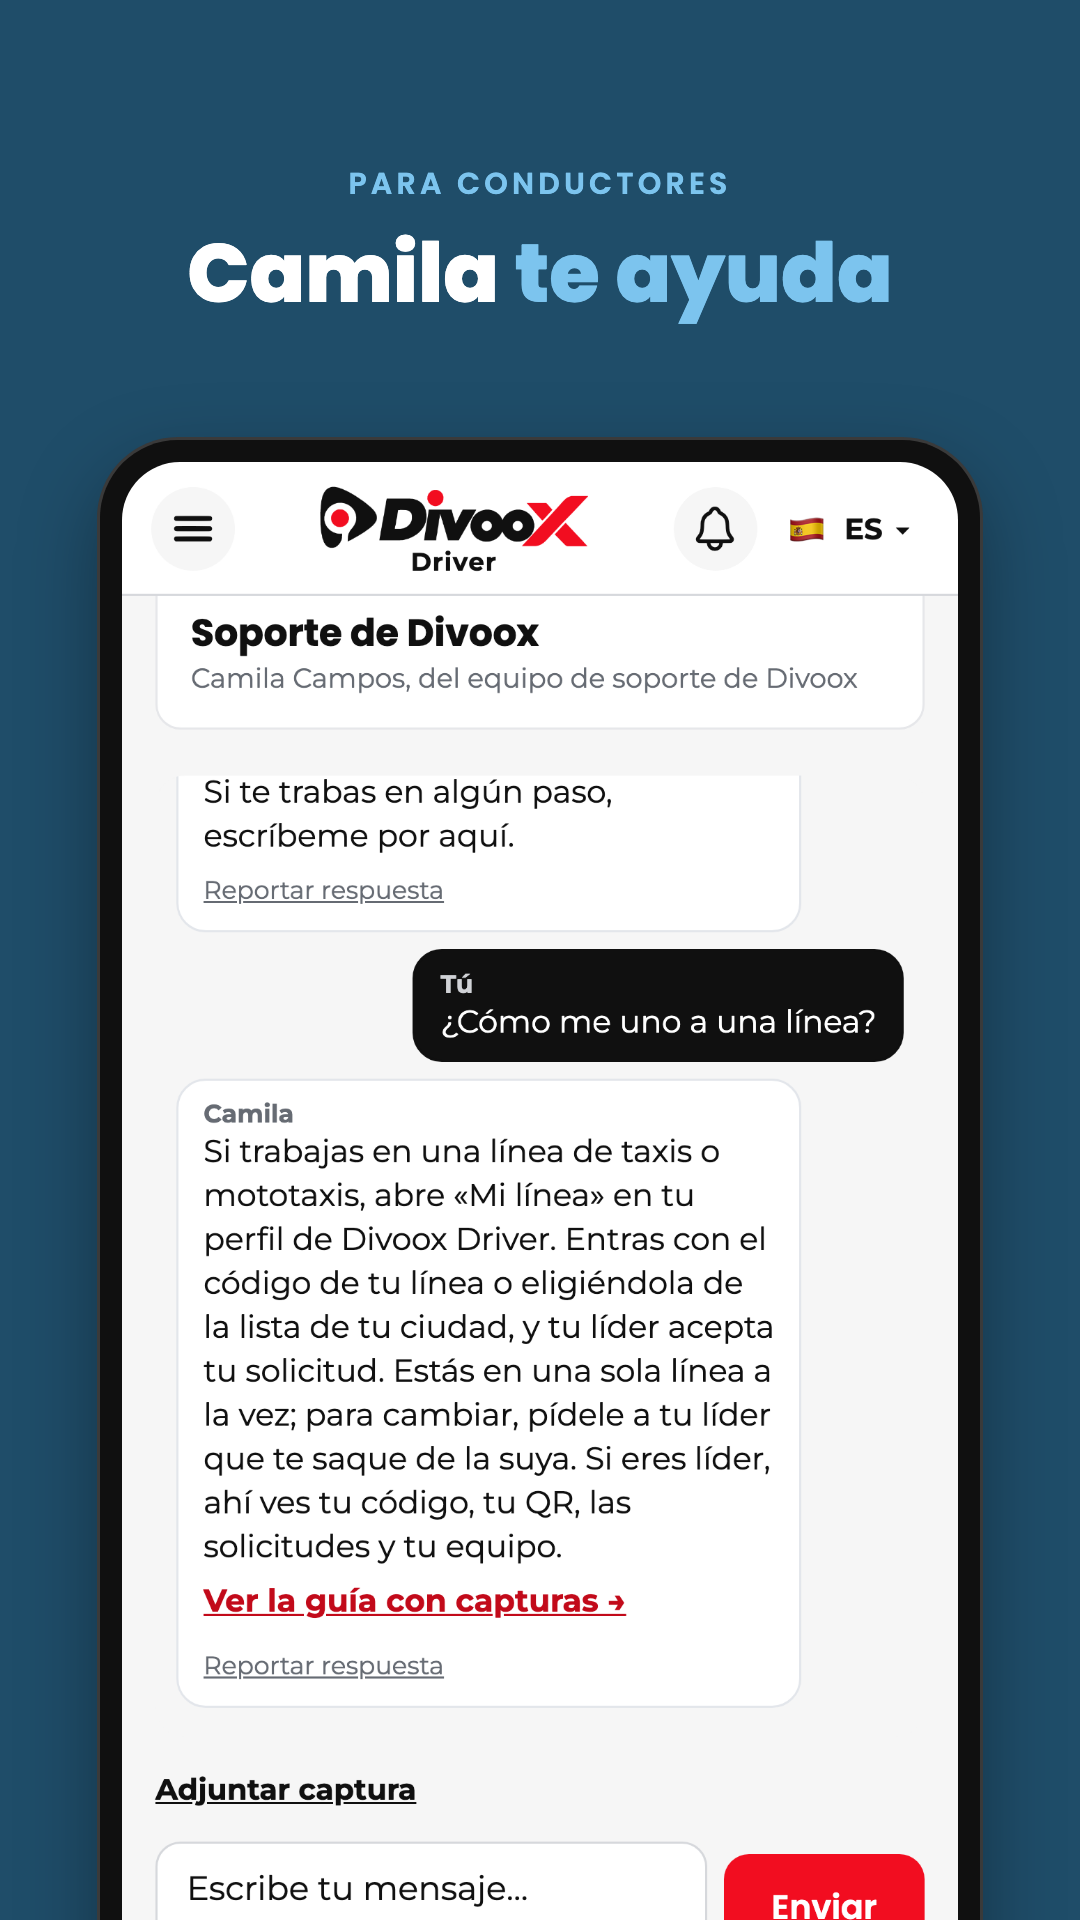 PARA CONDUCTORES
Camila te ayuda
DivooX
Driver
ES
Soporte de Divoox
Camila Campos, del equipo de soporte de Divoox
Si te trabas en algún paso,
escríbeme por aquí.
Reportar respuesta
Tú
¿Cómo me uno a una línea?
Camila
Si trabajas en una línea de taxis o
mototaxis, abre «Mi línea» en tu
perfil de Divoox Driver. Entras con el
código de tu línea o eligiéndola de
la lista de tu ciudad, y tu líder acepta
tu solicitud. Estás en una sola línea a
la vez; para cambiar, pídele a tu líder
que te saque de la suya. Si eres líder,
ahí ves tu código, tu QR, las
solicitudes y tu equipo.
Ver la guía con capturas →
Reportar respuesta
Adjuntar captura
Escribe tu mensaje...
Enviar